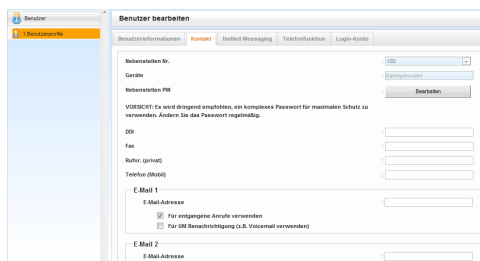 Benutzer
Benutzer bearbeiten
1.Benutzerprofile
Benutzerinformationen Kontakt Unified Messaging Telefonfunktion Login-Konto
Nebenstellen Nr. : 102
Geräte : Kabelgebunden
Nebenstellen PIN : Bearbeiten
VORSICHT: Es wird dringend empfohlen, ein komplexes Passwort für maximalen Schutz zu
verwenden. Ändern Sie das Passwort regelmäßig.
DDI :
Fax :
Rufnr. (privat) :
Telefon (Mobil) :
E-Mail 1
E-Mail-Adresse :
Für entgangene Anrufe verwenden
Für UM Benachrichtigung (z.B. Voicemail verwenden)
E-Mail 2
E-Mail-Adresse :